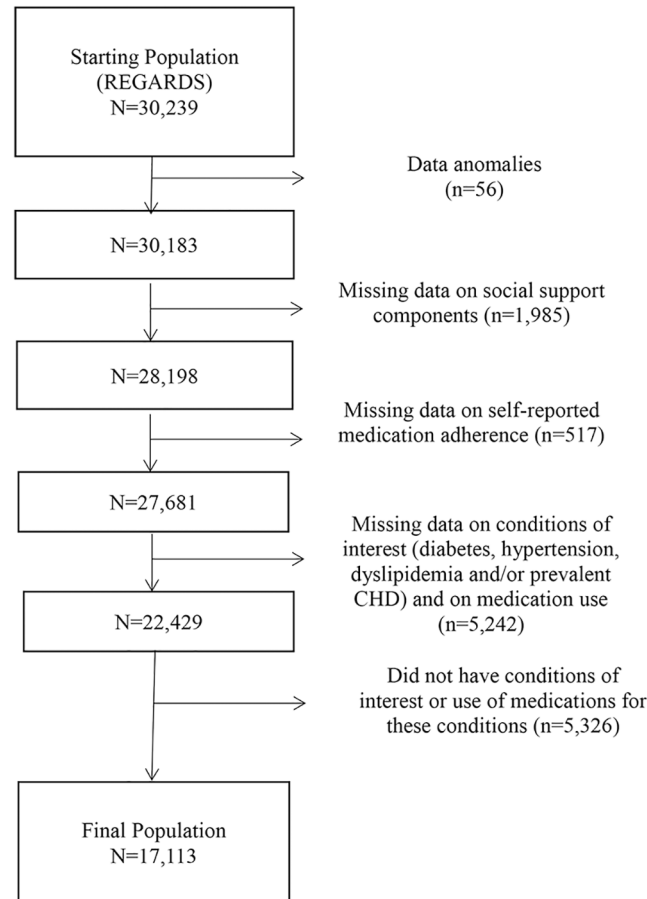 Starting Population
(REGARDS)
N=30,239
Data anomalies
(n=56)
N=30,183
Missing data on social support
components (n=1,985)
N=28,198
Missing data on self-reported
medication adherence (n=517)
N=27,681
Missing data on conditions of
interest (diabetes, hypertension,
dyslipidemia and/or prevalent
CHD) and on medication use
(n=5,242)
N=22,429
Did not have conditions of
interest or use of medications for
these conditions (n=5,326)
Final Population
N=17,113